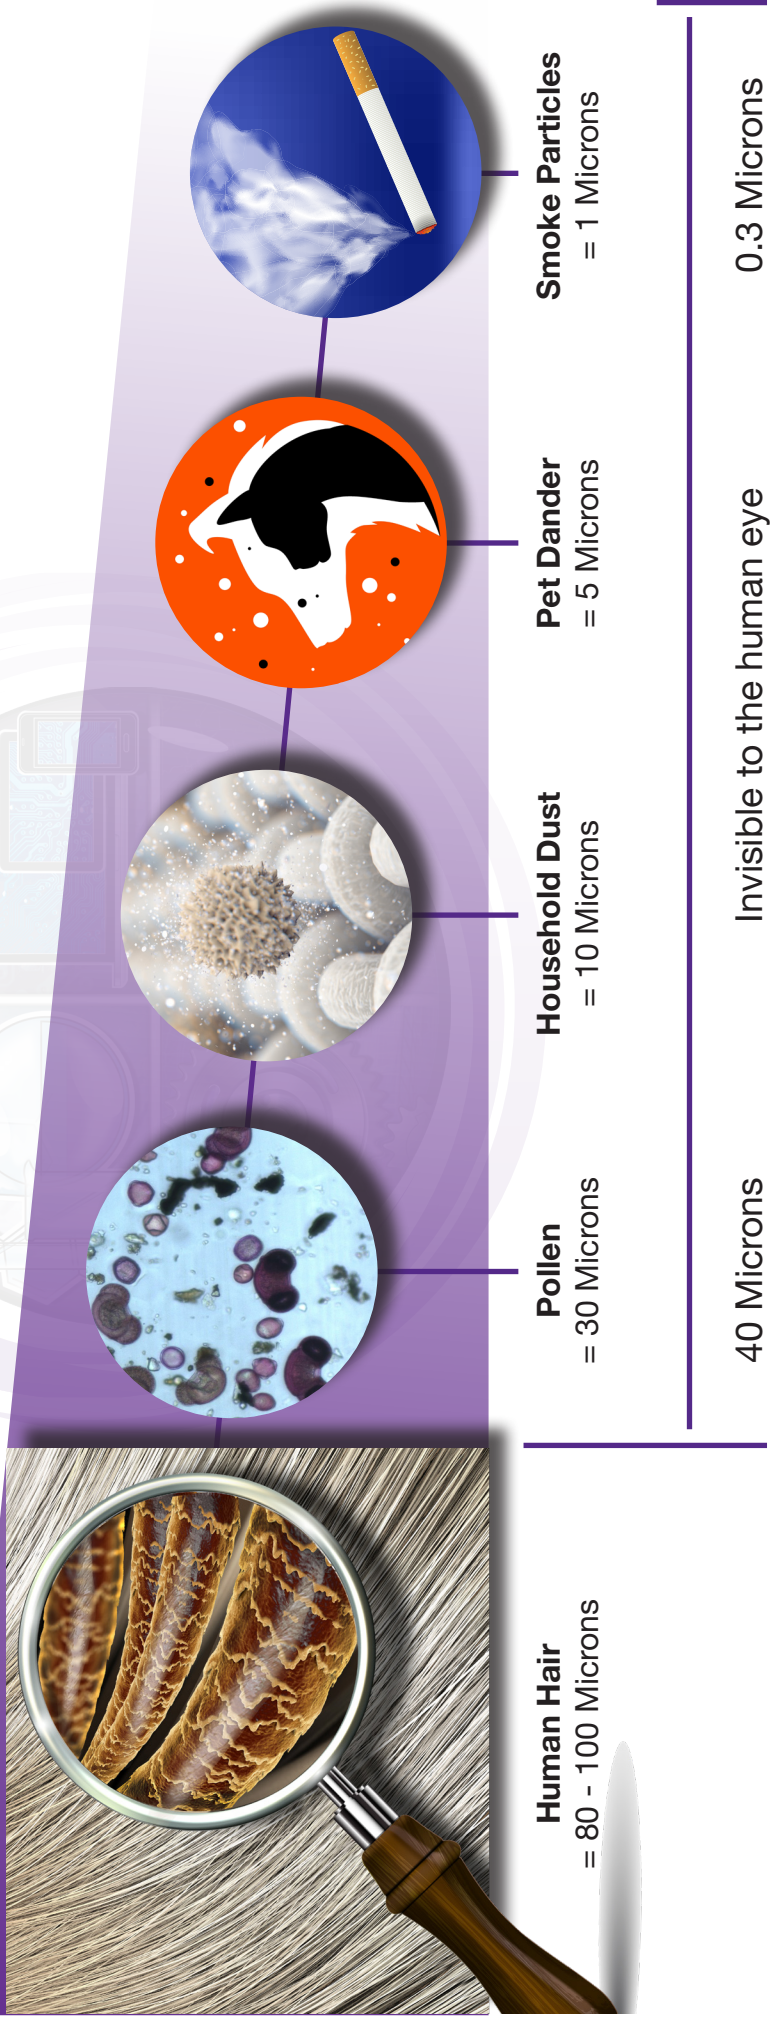 Human Hair
= 80 - 100 Microns
Pollen
= 30 Microns
Household Dust
= 10 Microns
Pet Dander
= 5 Microns
Smoke Particles
= 1 Microns
40 Microns
Invisible to the human eye
0.3 Microns